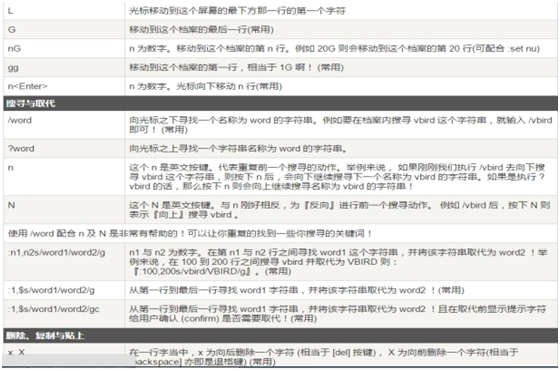 L 光标移动到这个屏幕的最下方那一行的第一个字符
G 移动到这个档案的最后一行(常用)
nG n 为数字。移动到这个档案的第 n 行。例如 20G 则会移动到这个档案的第 20 行(可配合 :set nu)
gg 移动到这个档案的第一行，相当于 1G 啊！ (常用)
n<Enter> n 为数字。光标向下移动 n 行(常用)
搜寻与取代
/word 向光标之下寻找一个名称为 word 的字符串。例如要在档案内搜寻 vbird 这个字符串，就输入 /vbird
即可！ (常用)
?word 向光标之上寻找一个字符串名称为 word 的字符串。
n 这个 n 是英文按键。代表重复前一个搜寻的动作。举例来说， 如果刚刚我们执行 /vbird 去向下搜
寻 vbird 这个字符串，则按下 n 后，会向下继续搜寻下一个名称为 vbird 的字符串。如果是执行 ?
vbird 的话，那么按下 n 则会向上继续搜寻名称为 vbird 的字符串！
N 这个 N 是英文按键。与 n 刚好相反，为『反向』进行前一个搜寻动作。 例如 /vbird 后，按下 N 则
表示『向上』搜寻 vbird 。
使用 /word 配合 n 及 N 是非常有帮助的！可以让你重复的找到一些你搜寻的关键词！
:n1,n2s/word1/word2/g n1 与 n2 为数字。在第 n1 与 n2 行之间寻找 word1 这个字符串，并将该字符串取代为 word2 ！举
例来说，在 100 到 200 行之间搜寻 vbird 并取代为 VBIRD 则：
『:100,200s/vbird/VBIRD/g』。(常用)
:1,$s/word1/word2/g 从第一行到最后一行寻找 word1 字符串，并将该字符串取代为 word2 ！(常用)
:1,$s/word1/word2/gc 从第一行到最后一行寻找 word1 字符串，并将该字符串取代为 word2 ！且在取代前显示提示字符
给用户确认 (confirm) 是否需要取代！(常用)
删除、复制与贴上
x, X 在一行字当中，x 为向后删除一个字符 (相当于 [del] 按键)， X 为向前删除一个字符(相当于
backspace] 亦即是退格键) (常用)